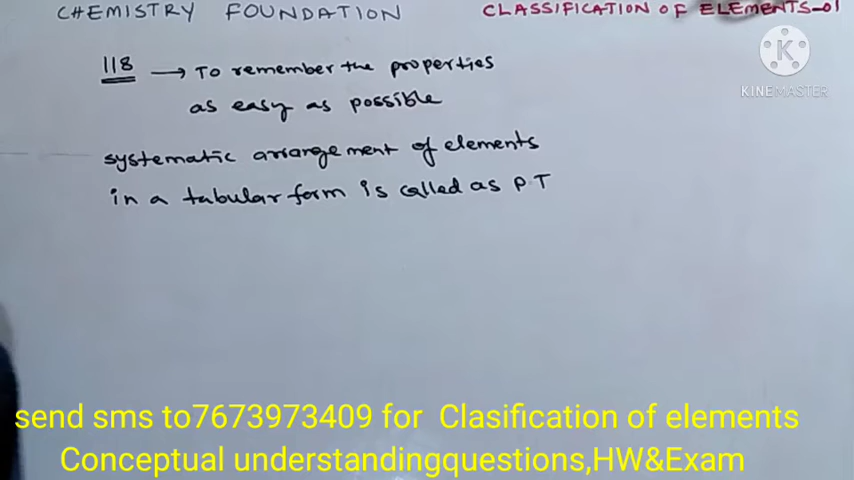 CHEMISTRY FOUNDATION
CLASSIFICATION OF ELEMENTS-01
KINEMASTER
118 → To remember the properties
as easy as possible
systematic arrangement of elements
in a tabular form is called as P.T
send sms to7673973409 for Clasification of elements
Conceptual understandingquestions,HW&Exam